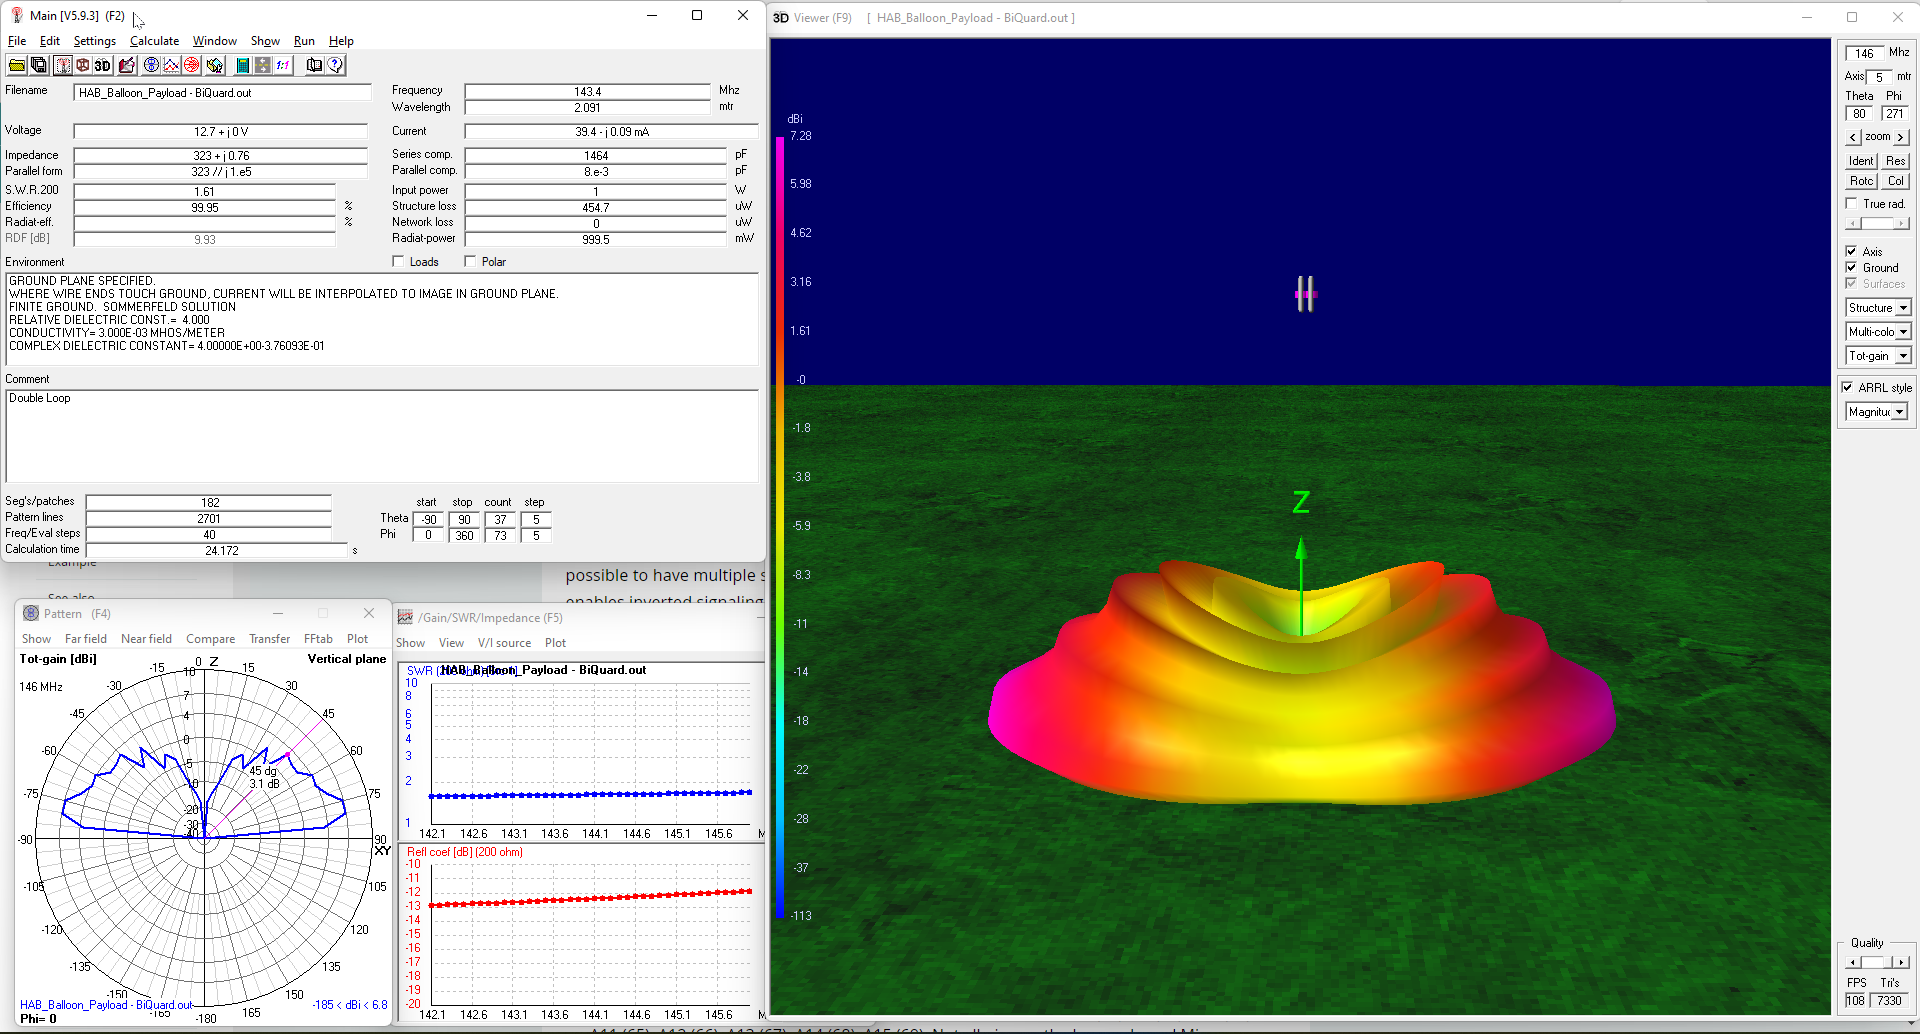 Main [V5.9.3] (F2)
File Edit Settings Calculate Window Show Run Help
3D 1:1
Filename HAB_Balloon_Payload - BiQuard.out
Frequency 143.4 Mhz
Wavelength 2.091 mtr
Voltage 12.7 + j 0 V
Current 39.4 - j 0.09 mA
Impedance 323 + j 0.76
Series comp. 1464 pF
Parallel form 323 // j 1.e5
Parallel comp. 8.e-3 pF
S.W.R.200 1.61
Input power 1 W
Efficiency 99.95 %
Structure loss 454.7 uW
Radiat-eff. %
Network loss 0 uW
RDF [dB] 9.93
Radiat-power 999.5 mW
Environment
Loads Polar
GROUND PLANE SPECIFIED.
WHERE WIRE ENDS TOUCH GROUND, CURRENT WILL BE INTERPOLATED TO IMAGE IN GROUND PLANE.
FINITE GROUND. SOMMERFELD SOLUTION
RELATIVE DIELECTRIC CONST.= 4.000
CONDUCTIVITY= 3.000E-03 MHOS/METER
COMPLEX DIELECTRIC CONSTANT= 4.00000E+00-3.76093E-01
Comment
Double Loop
Seg's/patches 182
Pattern lines 2701
Freq/Eval steps 40
Calculation time 24.172 s
start stop count step
Theta -90 90 37 5
Phi 0 360 73 5
Example
See also
possible to have multiple s
enables inverted signaling
Pattern (F4)
Show Far field Near field Compare Transfer FFtab Plot
Tot-gain [dBi] Vertical plane
146 MHz
0 Z
-15 15
-30 30
-45 45
-60 60
-75 75
-90 90
XY
-105 105
-120 120
-135 135
-150 150
-165 165
-180
10
7
4
0
-5
-10
-20
-30
-40
45 dg
3.1 dB
HAB_Balloon_Payload - BiQuard.out
-185 < dBi < 6.8
Phi= 0
/Gain/SWR/Impedance (F5)
Show View V/I source Plot
HAB_Balloon_Payload - BiQuard.out
10
8
6
5
4
3
2
1
142.1 142.6 143.1 143.6 144.1 144.6 145.1 145.6 M
Refl coef [dB] (200 ohm)
-10
-11
-12
-13
-14
-15
-16
-17
-18
-19
-20
142.1 142.6 143.1 143.6 144.1 144.6 145.1 145.6 M
3D Viewer (F9) [ HAB_Balloon_Payload - BiQuard.out ]
dBi
7.28
5.98
4.62
3.16
1.61
-0
-1.8
-3.8
-5.9
-8.3
-11
-14
-18
-22
-28
-37
-113
Z
146 Mhz
Axis 5 mtr
Theta Phi
80 271
< zoom >
Ident Res
Rotc Col
True rad.
Axis
Ground
Surfaces
Structure
Multi-colo
Tot-gain
ARRL style
Magnituc
Quality
FPS Tri's
108 7330